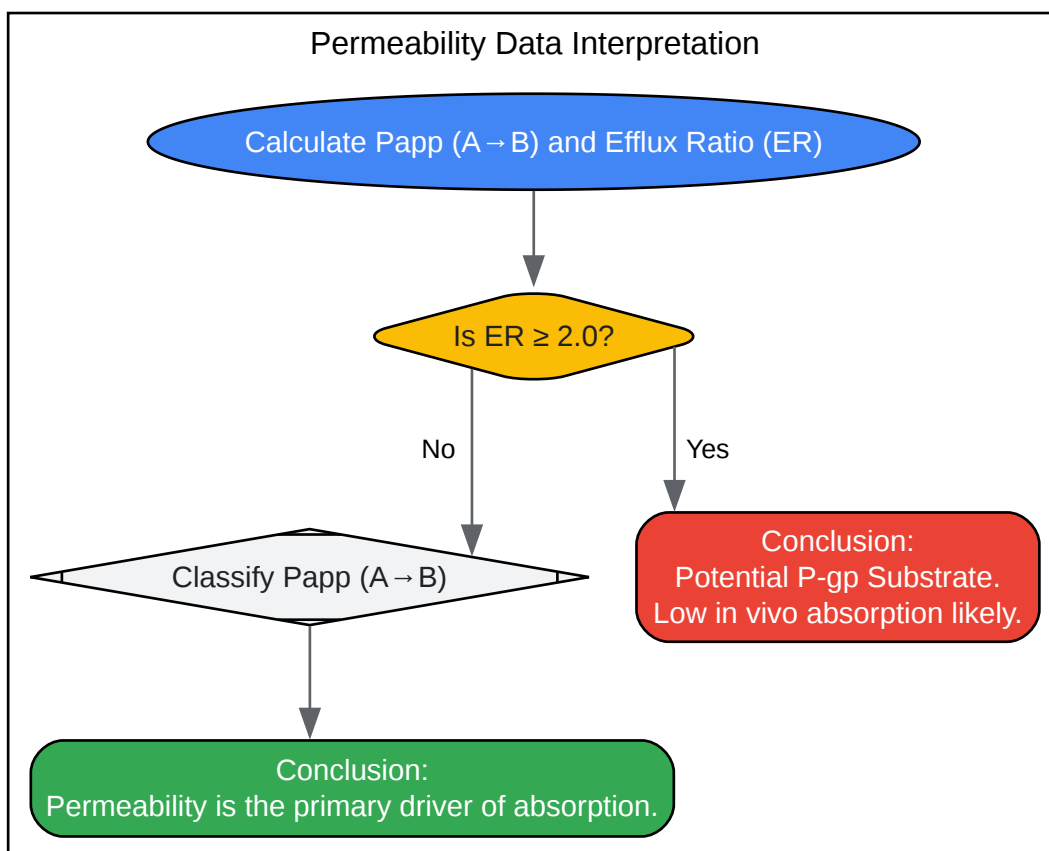 Permeability Data Interpretation
Calculate Papp (A→B) and Efflux Ratio (ER)
Is ER ≥ 2.0?
No
Yes
Conclusion:
Potential P-gp Substrate.
Low in vivo absorption likely.
Classify Papp (A→B)
Conclusion:
Permeability is the primary driver of absorption.